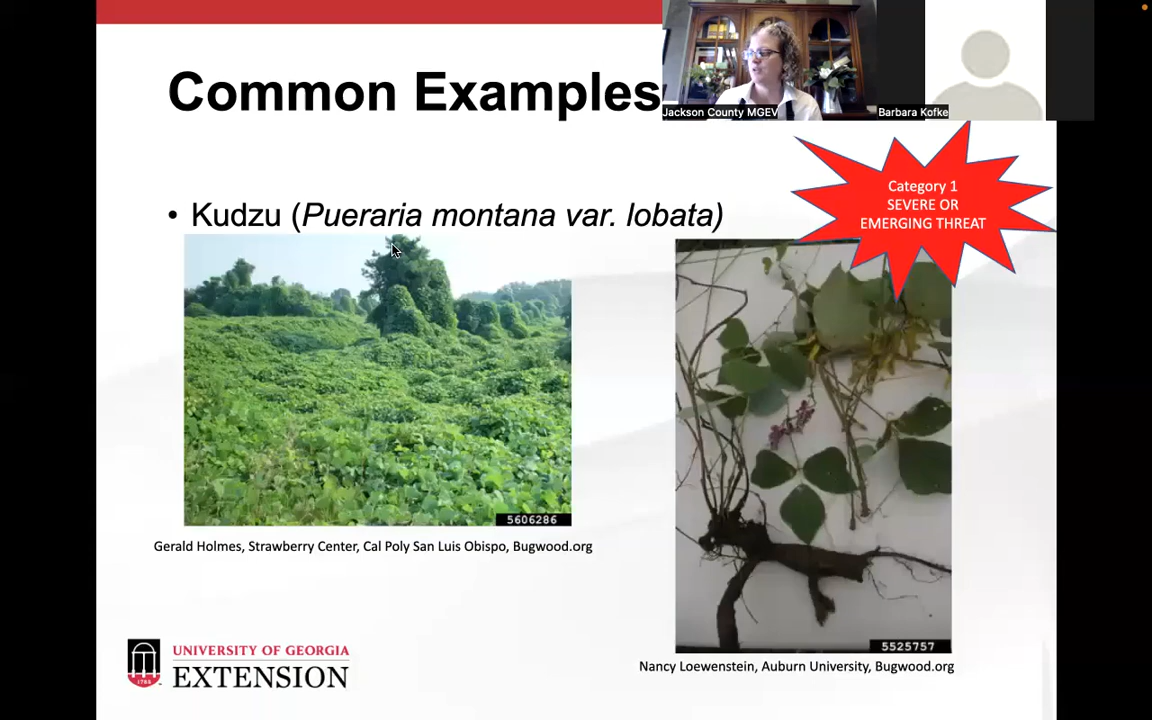 Common Examples
Jackson County MGEV
Barbara Kofke
Category 1
SEVERE OR
EMERGING THREAT
• Kudzu (Pueraria montana var. lobata)
5606286
Gerald Holmes, Strawberry Center, Cal Poly San Luis Obispo, Bugwood.org
5525757
Nancy Loewenstein, Auburn University, Bugwood.org
1785
UNIVERSITY OF GEORGIA
EXTENSION